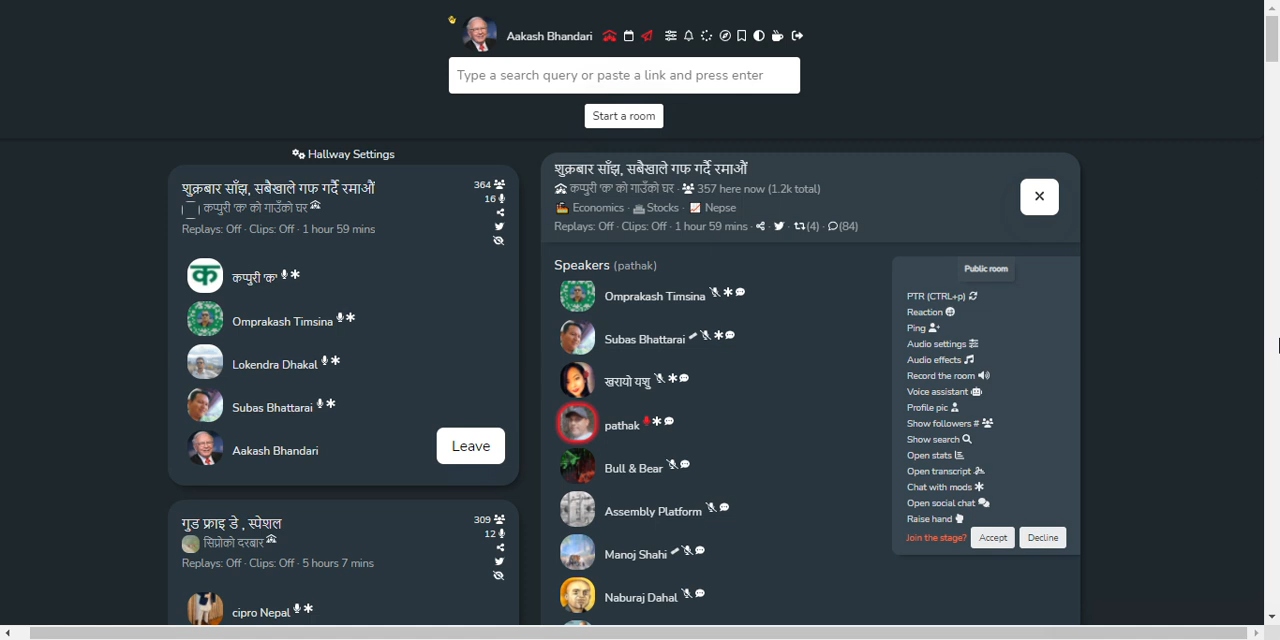 Aakash Bhandari
Type a search query or paste a link and press enter
Start a room
Hallway Settings
शुक्रबार साँझ, सबैखाले गफ गर्दै रमाऔं
364
कप्पुरी 'क' को गाउँको घर
16
Replays: Off · Clips: Off · 1 hour 59 mins
क
कप्पुरी 'क'
Omprakash Timsina
Lokendra Dhakal
Subas Bhattarai
Aakash Bhandari
Leave
गुड फ्राइ डे , स्पेशल
309
सिप्रोको दरबार
12
Replays: Off · Clips: Off · 5 hours 7 mins
cipro Nepal
शुक्रबार साँझ, सबैखाले गफ गर्दै रमाऔं
कप्पुरी 'क' को गाउँको घर · 357 here now (1.2k total)
Economics · Stocks · Nepse
Replays: Off · Clips: Off · 1 hour 59 mins · · · (4) · (84)
Speakers (pathak)
Omprakash Timsina
Subas Bhattarai
खरायो यशु
pathak
Bull & Bear
Assembly Platform
Manoj Shahi
Naburaj Dahal
Public room
PTR (CTRL+p)
Reaction
Ping
Audio settings
Audio effects
Record the room
Voice assistant
Profile pic
Show followers #
Show search
Open stats
Open transcript
Chat with mods
Open social chat
Raise hand
Join the stage? Accept Decline